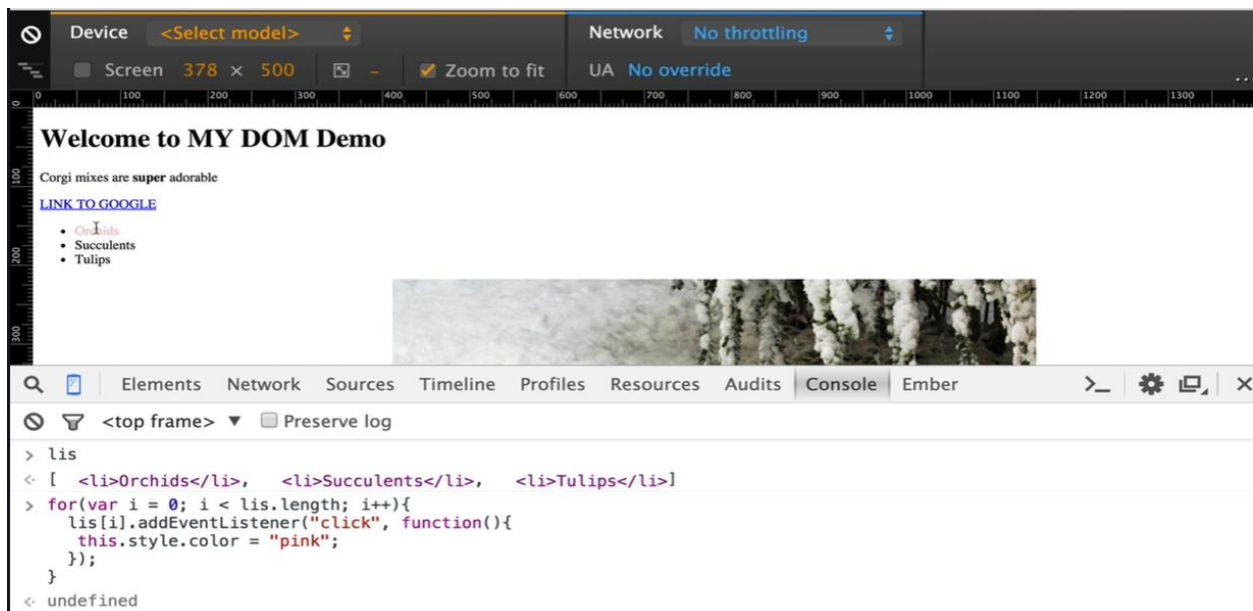 Device <Select model> Network No throttling
Screen 378 × 500 Zoom to fit UA No override
...
0 100 200 300 400 500 600 700 800 900 1000 1100 1200 1300
0
100
200
300
Welcome to MY DOM Demo
Corgi mixes are super adorable
LINK TO GOOGLE
• Orchids
• Succulents
• Tulips
Elements Network Sources Timeline Profiles Resources Audits Console Ember
<top frame> ▼ Preserve log
> lis
[ <li>Orchids</li>, <li>Succulents</li>, <li>Tulips</li>]
> for(var i = 0; i < lis.length; i++){
lis[i].addEventListener("click", function(){
this.style.color = "pink";
});
}
undefined